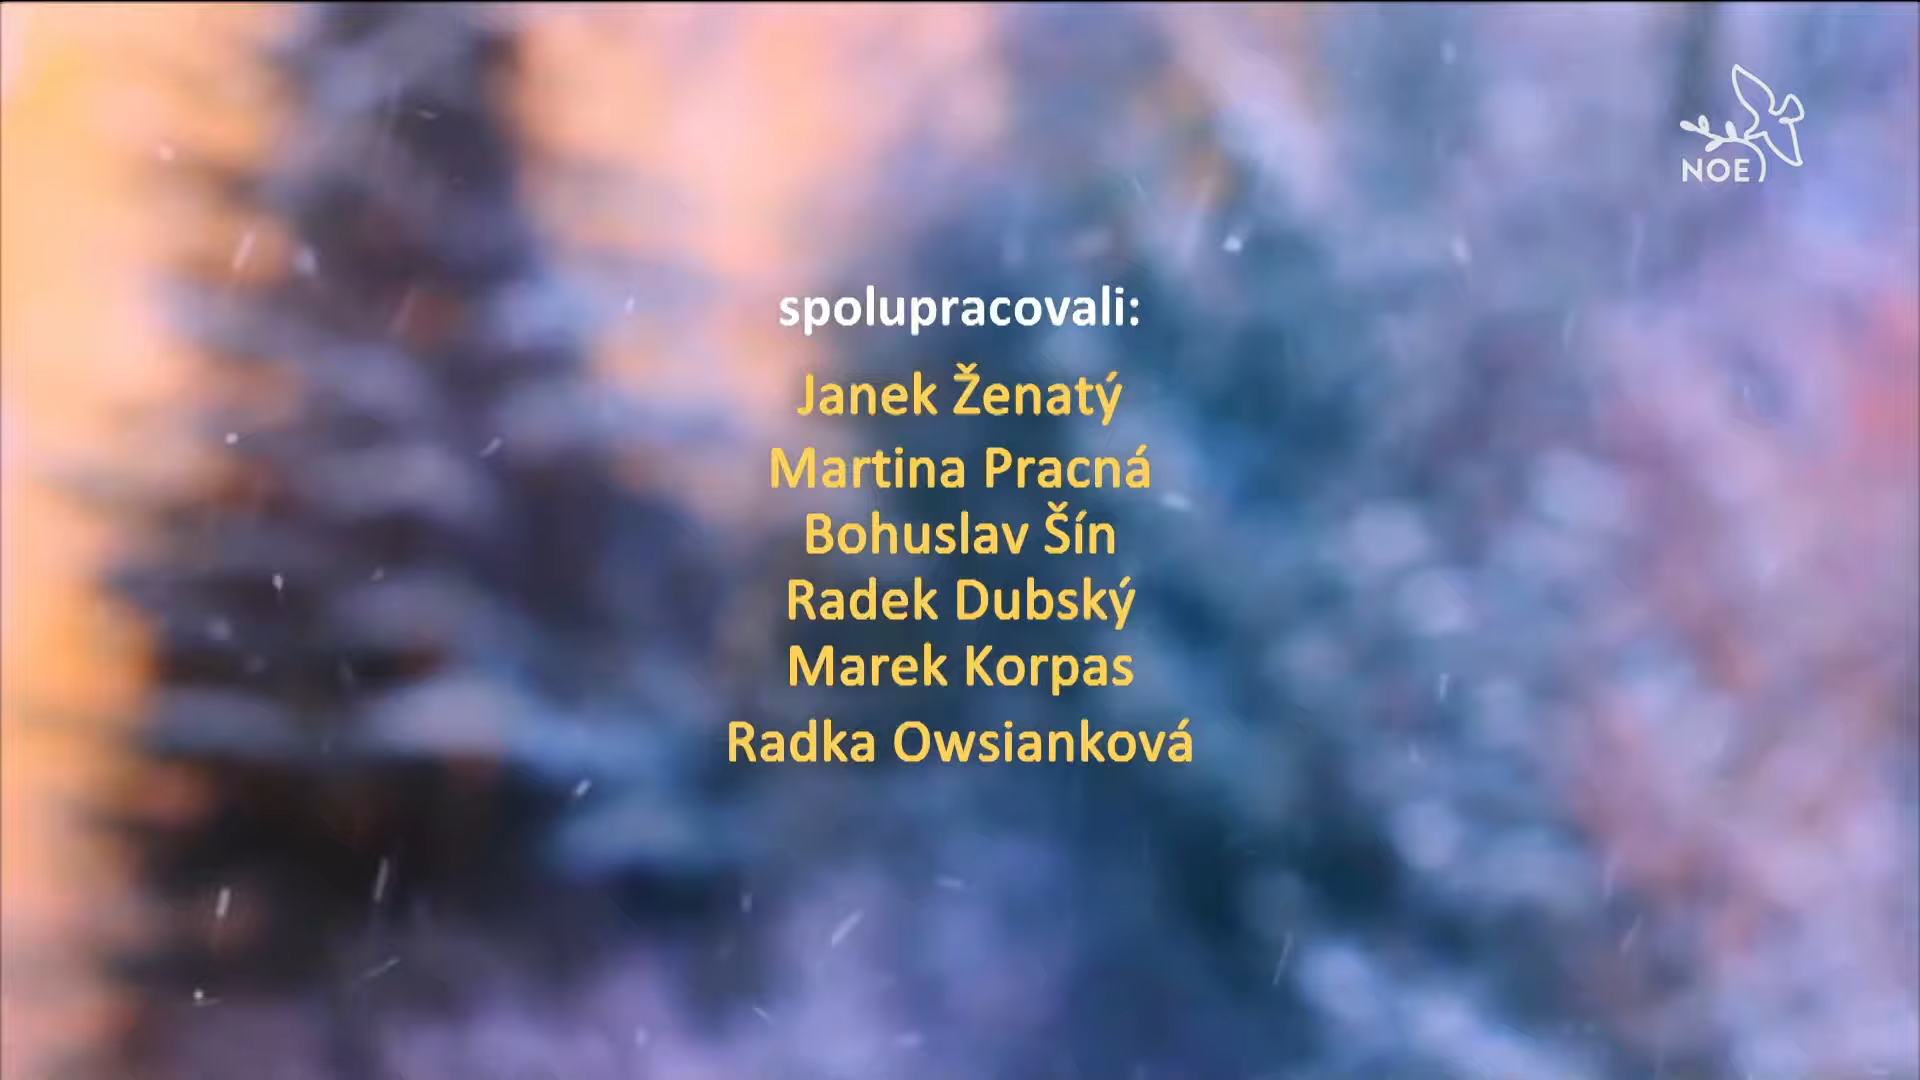 NOE
spolupracovali:
Janek Ženatý
Martina Pracná
Bohuslav Šín
Radek Dubský
Marek Korpas
Radka Owsianková